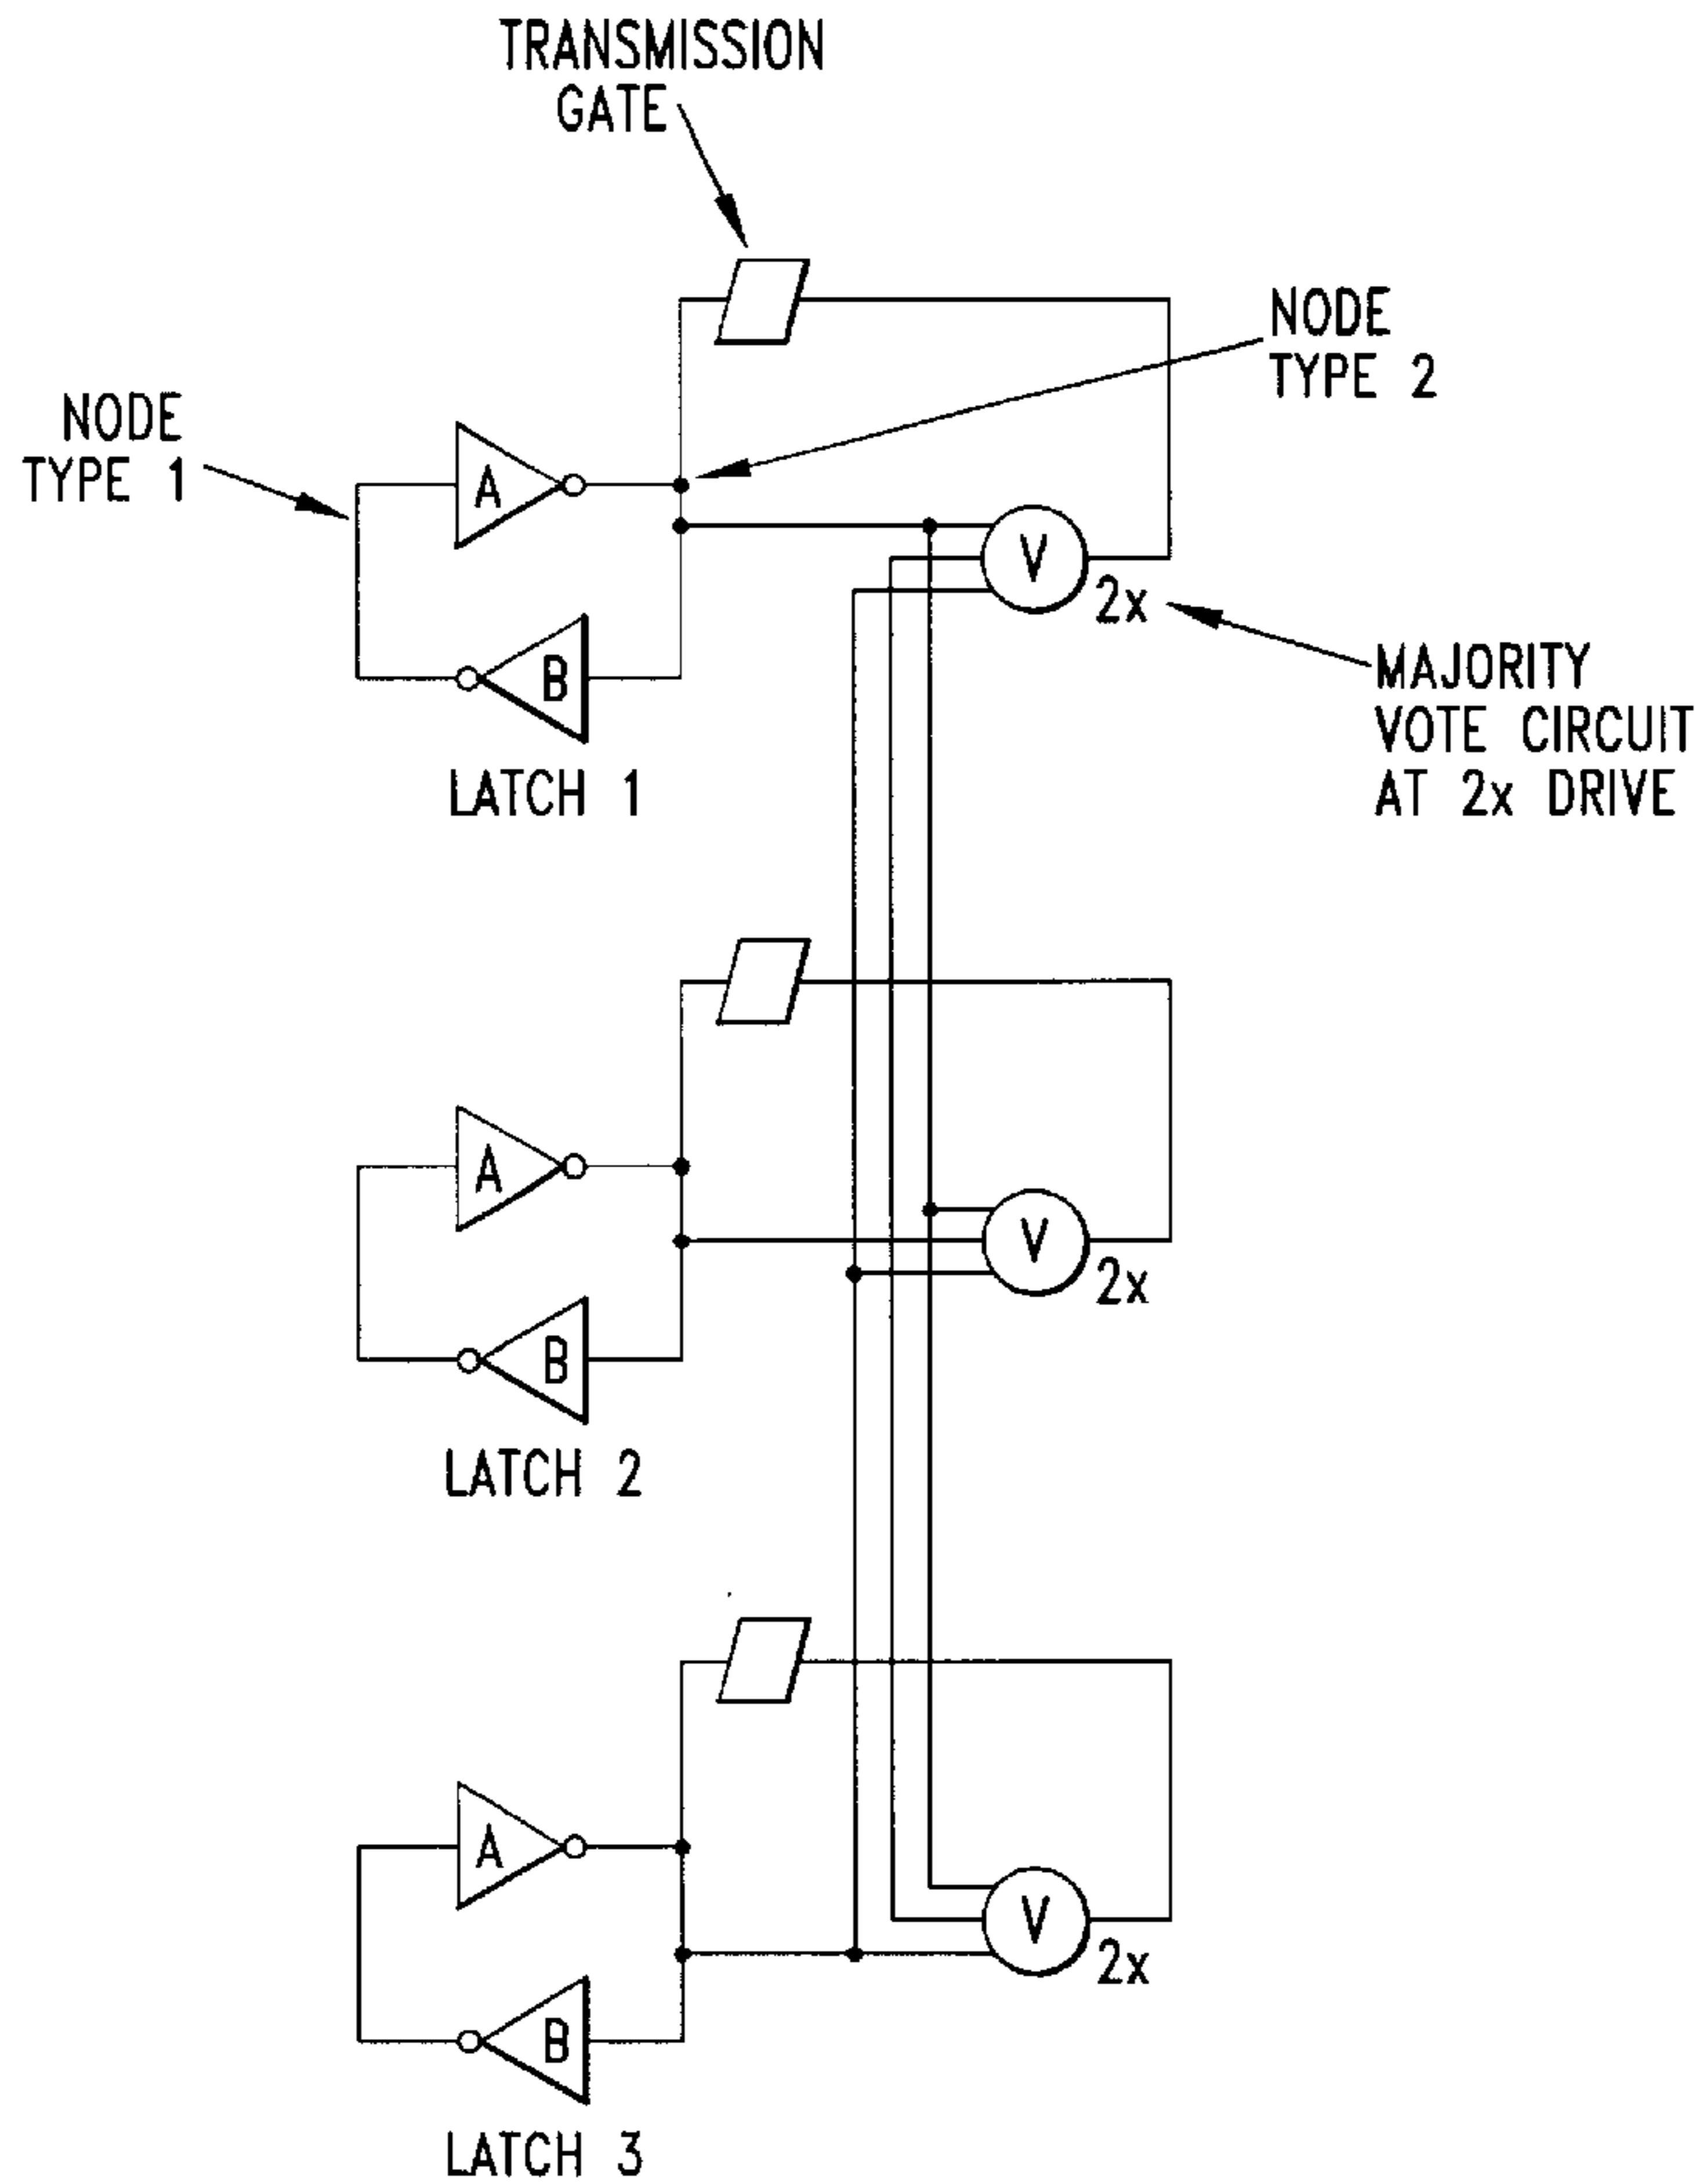 TRANSMISSION
GATE
NODE
TYPE 2
NODE
TYPE 1
A
V
2x
B
MAJORITY
VOTE CIRCUIT
AT 2x DRIVE
LATCH 1
A
V
2x
B
LATCH 2
A
V
2x
B
LATCH 3